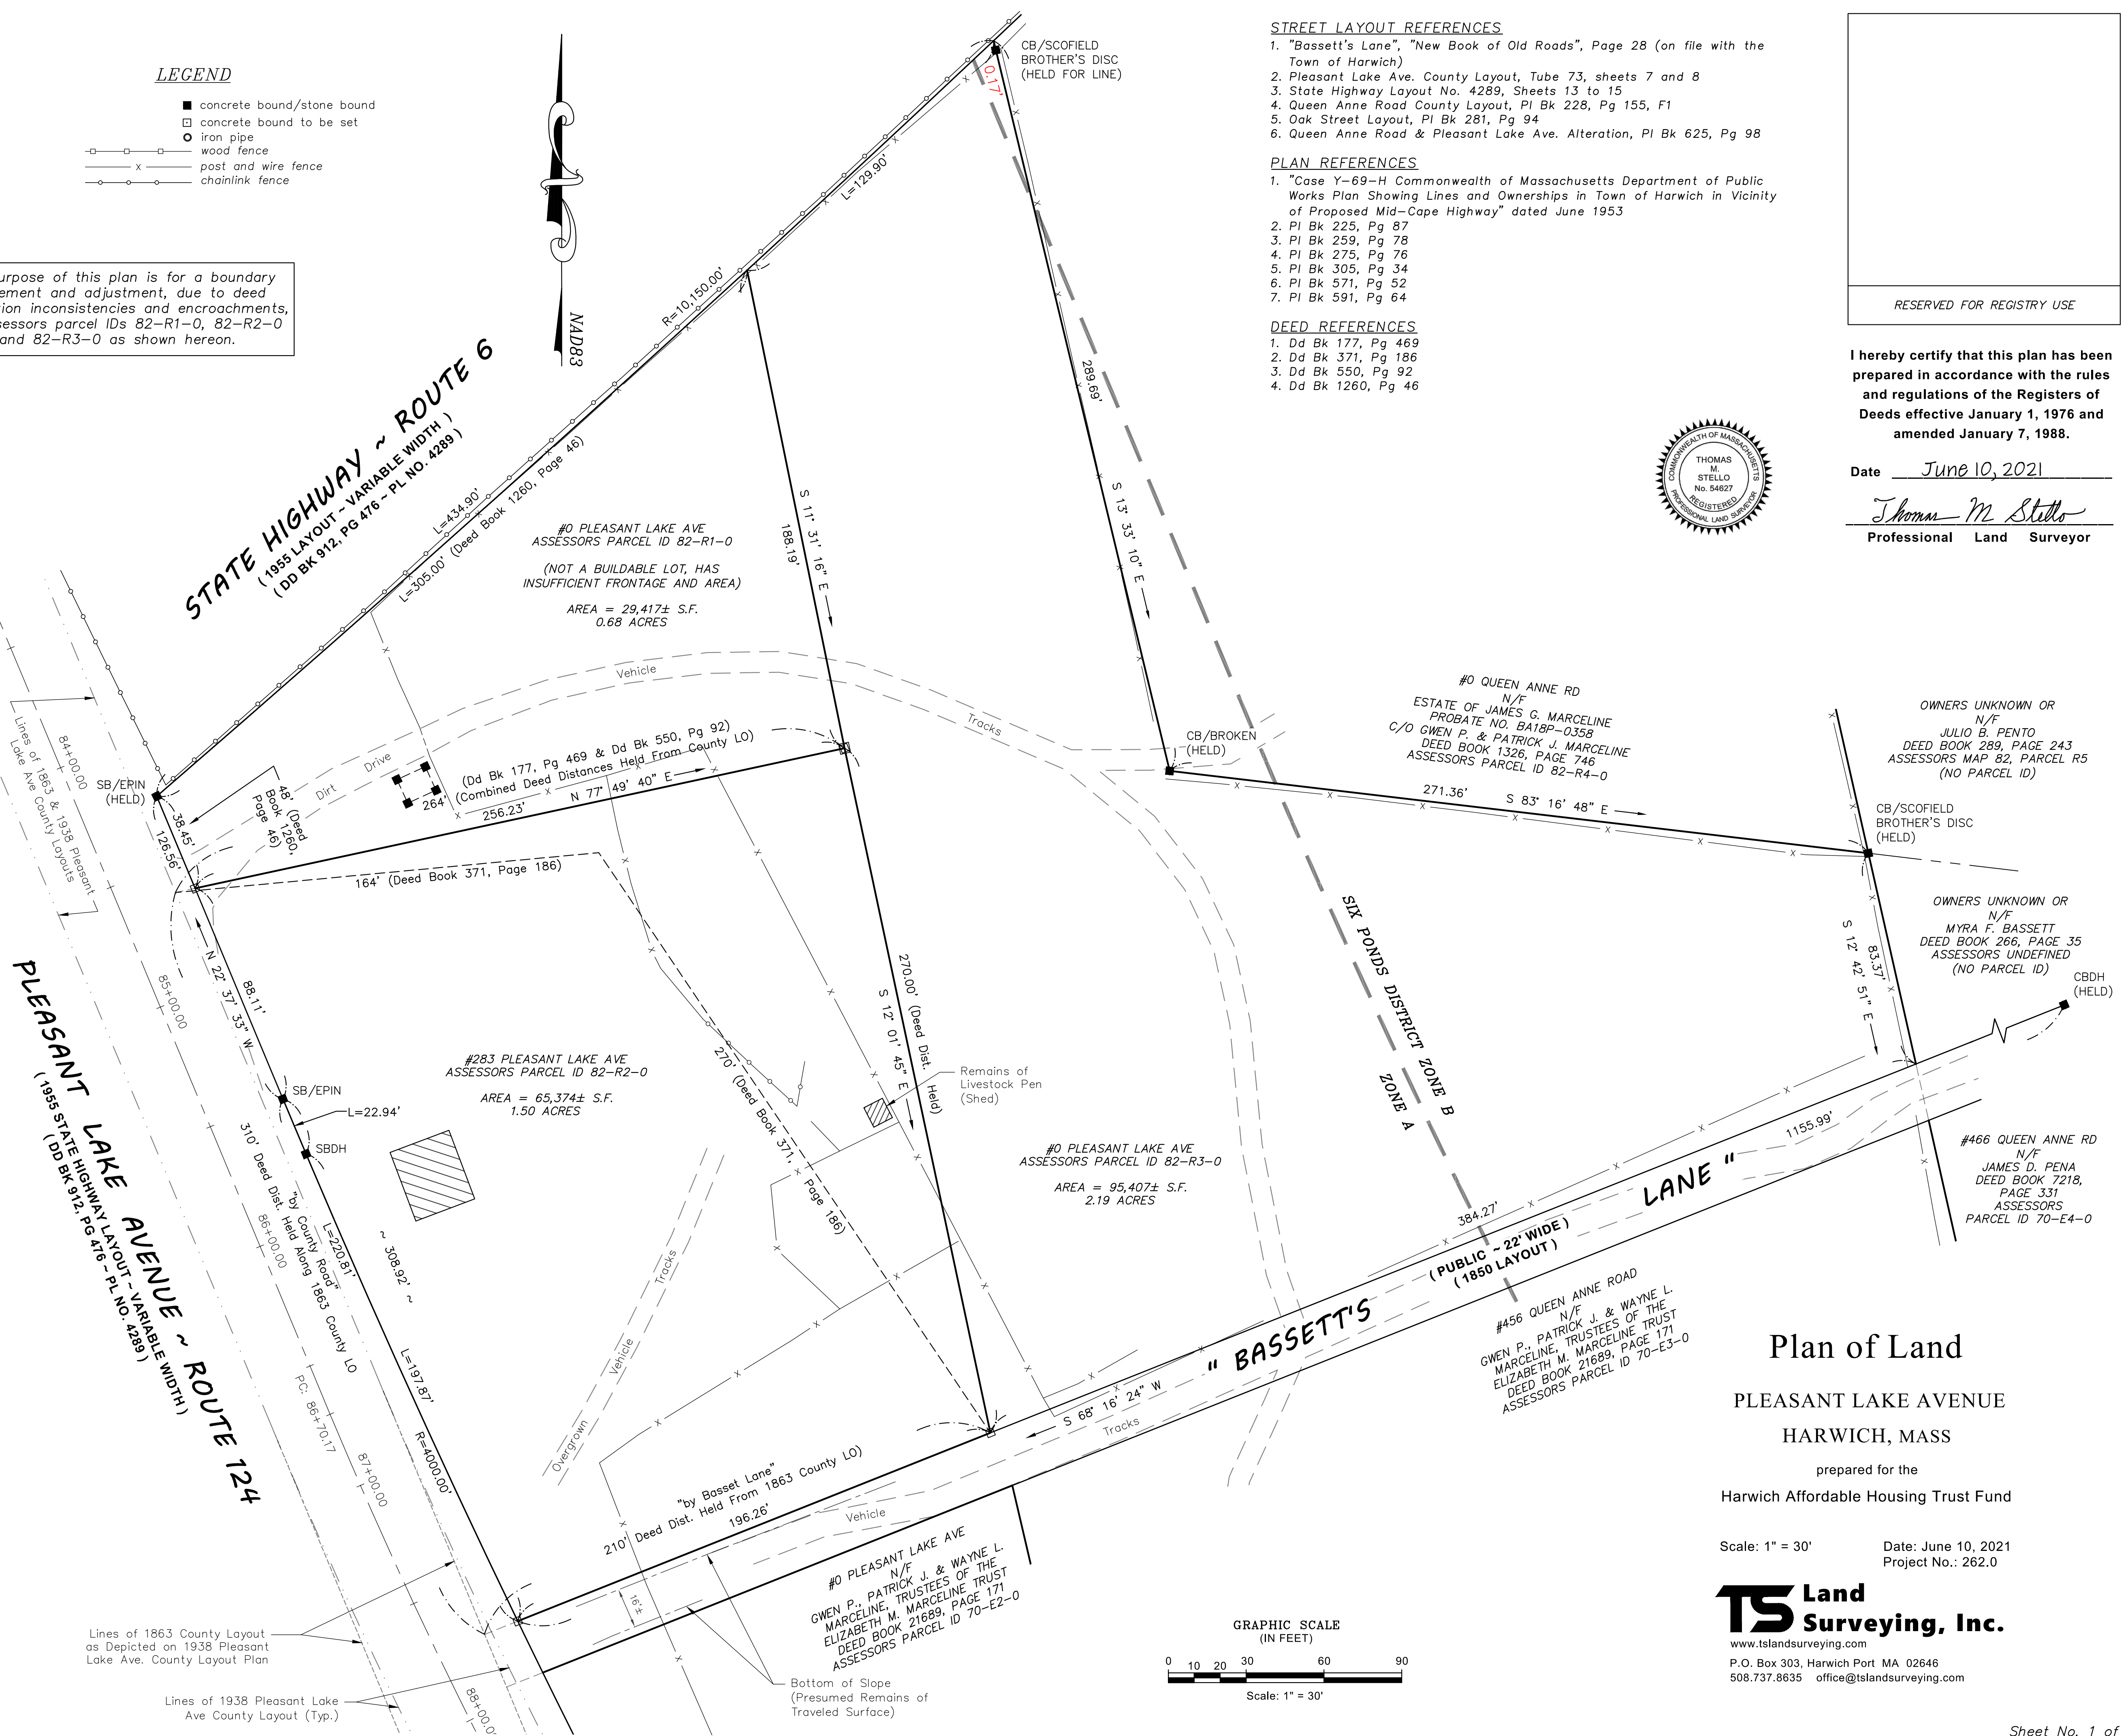 LEGEND
concrete bound/stone bound
concrete bound to be set
iron pipe
wood fence
post and wire fence
chainlink fence
urpose of this plan is for a boundary
ement and adjustment, due to deed
tion inconsistencies and encroachments,
sessors parcel IDs 82-R1-0, 82-R2-0
and 82-R3-0 as shown hereon.
NAD83
CB/SCOFIELD
BROTHER'S DISC
(HELD FOR LINE)
0.17'
STREET LAYOUT REFERENCES
1. "Bassett's Lane", "New Book of Old Roads", Page 28 (on file with the
Town of Harwich)
2. Pleasant Lake Ave. County Layout, Tube 73, sheets 7 and 8
3. State Highway Layout No. 4289, Sheets 13 to 15
4. Queen Anne Road County Layout, Pl Bk 228, Pg 155, F1
5. Oak Street Layout, Pl Bk 281, Pg 94
6. Queen Anne Road & Pleasant Lake Ave. Alteration, Pl Bk 625, Pg 98
PLAN REFERENCES
1. "Case Y-69-H Commonwealth of Massachusetts Department of Public
Works Plan Showing Lines and Ownerships in Town of Harwich in Vicinity
of Proposed Mid-Cape Highway" dated June 1953
2. Pl Bk 225, Pg 87
3. Pl Bk 259, Pg 78
4. Pl Bk 275, Pg 76
5. Pl Bk 305, Pg 34
6. Pl Bk 571, Pg 52
7. Pl Bk 591, Pg 64
DEED REFERENCES
1. Dd Bk 177, Pg 469
2. Dd Bk 371, Pg 186
3. Dd Bk 550, Pg 92
4. Dd Bk 1260, Pg 46
RESERVED FOR REGISTRY USE
I hereby certify that this plan has been
prepared in accordance with the rules
and regulations of the Registers of
Deeds effective January 1, 1976 and
amended January 7, 1988.
Date June 10, 2021
Thomas M Stello
Professional Land Surveyor
COMMONWEALTH OF MASSACHUSETTS
THOMAS
M.
STELLO
No. 54627
REGISTERED
PROFESSIONAL LAND SURVEYOR
STATE HIGHWAY ~ ROUTE 6
( 1955 LAYOUT ~ VARIABLE WIDTH )
( DD BK 912, PG 476 ~ PL NO. 4289 )
L=129.90'
R=10,150.00'
L=434.90'
L=305.00' (Deed Book 1260, Page 46)
289.69'
S 13° 33' 10" E
S 11° 31' 16" E
188.19'
#0 PLEASANT LAKE AVE
ASSESSORS PARCEL ID 82-R1-0
(NOT A BUILDABLE LOT, HAS
INSUFFICIENT FRONTAGE AND AREA)
AREA = 29,417± S.F.
0.68 ACRES
Vehicle
Tracks
Drive
Dirt
(Dd Bk 177, Pg 469 & Dd Bk 550, Pg 92)
264' (Combined Deed Distances Held From County LO)
N 77° 49' 40" E
256.23'
164' (Deed Book 371, Page 186)
SB/EPIN
(HELD)
38.45'
126.56'
48' (Deed
Book 1260,
Page 46)
Lines of 1863 & 1938 Pleasant
Lake Ave County Layouts
84+00.00
85+00.00
86+00.00
PC: 86+70.17
87+00.00
88+00.0
CB/BROKEN
(HELD)
#0 QUEEN ANNE RD
N/F
ESTATE OF JAMES G. MARCELINE
PROBATE NO. BA18P-0358
C/O GWEN P. & PATRICK J. MARCELINE
DEED BOOK 1326, PAGE 746
ASSESSORS PARCEL ID 82-R4-0
271.36'
S 83° 16' 48" E
OWNERS UNKNOWN OR
N/F
JULIO B. PENTO
DEED BOOK 289, PAGE 243
ASSESSORS MAP 82, PARCEL R5
(NO PARCEL ID)
CB/SCOFIELD
BROTHER'S DISC
(HELD)
OWNERS UNKNOWN OR
N/F
MYRA F. BASSETT
DEED BOOK 266, PAGE 35
ASSESSORS UNDEFINED
(NO PARCEL ID)
83.37'
S 12° 42' 51" E
CBDH
(HELD)
N 22° 37' 33" W
88.11'
SB/EPIN
L=22.94'
SBDH
#283 PLEASANT LAKE AVE
ASSESSORS PARCEL ID 82-R2-0
AREA = 65,374± S.F.
1.50 ACRES
270' (Deed Book 371, Page 186)
270.00' (Deed Dist. Held)
S 12° 01' 45" E
Remains of
Livestock Pen
(Shed)
#0 PLEASANT LAKE AVE
ASSESSORS PARCEL ID 82-R3-0
AREA = 95,407± S.F.
2.19 ACRES
SIX PONDS DISTRICT ZONE B
ZONE A
PLEASANT LAKE AVENUE ~ ROUTE 124
( 1955 STATE HIGHWAY LAYOUT ~ VARIABLE WIDTH )
( DD BK 912, PG 476 ~ PL NO. 4289 )
"by County Road"
310' Deed Dist. Held Along 1863 County LO
L=220.81'
~ 308.92' ~
L=197.87'
R=4000.00'
Overgrown
Vehicle
Tracks
"by Basset Lane"
210' Deed Dist. Held From 1863 County LO)
196.26'
Vehicle
Tracks
16'±
S 68° 16' 24" W
384.27'
1155.99'
" BASSETT'S LANE "
( PUBLIC ~ 22' WIDE )
( 1850 LAYOUT )
#466 QUEEN ANNE RD
N/F
JAMES D. PENA
DEED BOOK 7218,
PAGE 331
ASSESSORS
PARCEL ID 70-E4-0
#456 QUEEN ANNE ROAD
N/F
GWEN P., PATRICK J. & WAYNE L.
MARCELINE, TRUSTEES OF THE
ELIZABETH M. MARCELINE TRUST
DEED BOOK 21689, PAGE 171
ASSESSORS PARCEL ID 70-E3-0
#0 PLEASANT LAKE AVE
N/F
GWEN P., PATRICK J. & WAYNE L.
MARCELINE, TRUSTEES OF THE
ELIZABETH M. MARCELINE TRUST
DEED BOOK 21689, PAGE 171
ASSESSORS PARCEL ID 70-E2-0
Lines of 1863 County Layout
as Depicted on 1938 Pleasant
Lake Ave. County Layout Plan
Lines of 1938 Pleasant Lake
Ave County Layout (Typ.)
Bottom of Slope
(Presumed Remains of
Traveled Surface)
GRAPHIC SCALE
(IN FEET)
0 10 20 30 60 90
Scale: 1" = 30'
Plan of Land
PLEASANT LAKE AVENUE
HARWICH, MASS
prepared for the
Harwich Affordable Housing Trust Fund
Scale: 1" = 30'
Date: June 10, 2021
Project No.: 262.0
TS Land
Surveying, Inc.
www.tslandsurveying.com
P.O. Box 303, Harwich Port MA 02646
508.737.8635 office@tslandsurveying.com
Sheet No. 1 of